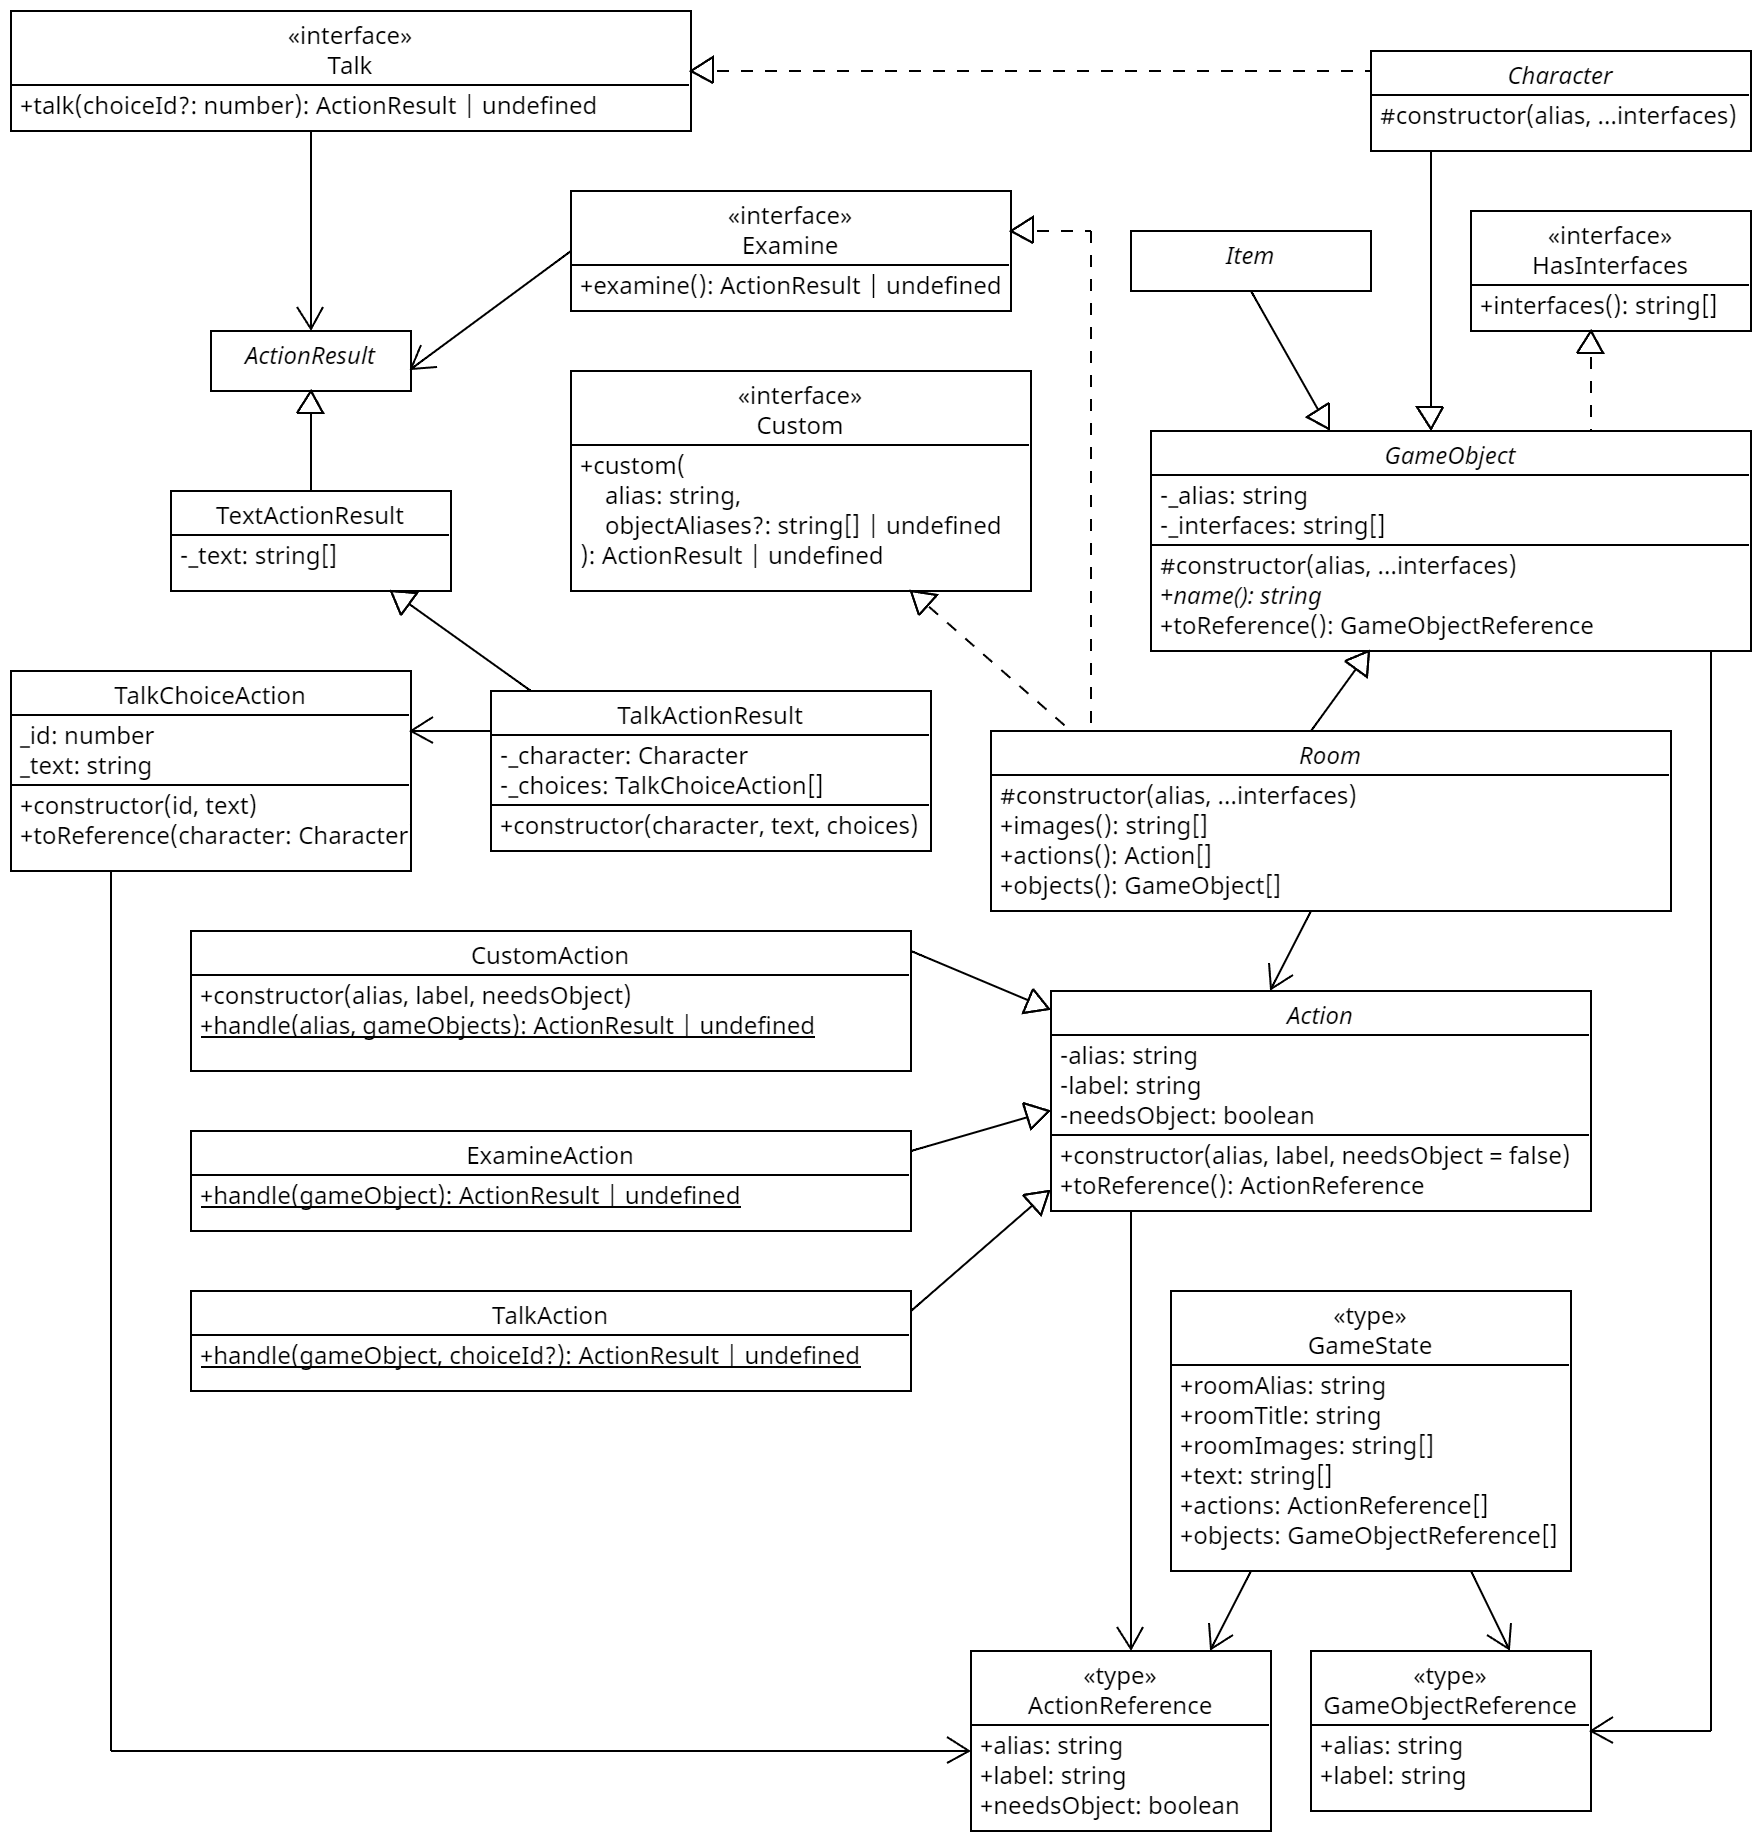 «interface»
Talk
+talk(choiceId?: number): ActionResult | undefined
Character
#constructor(alias, ...interfaces)
«interface»
Examine
+examine(): ActionResult | undefined
Item
«interface»
HasInterfaces
+interfaces(): string[]
ActionResult
«interface»
Custom
+custom(
alias: string,
objectAliases?: string[] | undefined
): ActionResult | undefined
GameObject
-_alias: string
-_interfaces: string[]
#constructor(alias, ...interfaces)
+name(): string
+toReference(): GameObjectReference
TextActionResult
-_text: string[]
TalkChoiceAction
_id: number
_text: string
+constructor(id, text)
+toReference(character: Character
TalkActionResult
-_character: Character
-_choices: TalkChoiceAction[]
+constructor(character, text, choices)
Room
#constructor(alias, ...interfaces)
+images(): string[]
+actions(): Action[]
+objects(): GameObject[]
CustomAction
+constructor(alias, label, needsObject)
+handle(alias, gameObjects): ActionResult | undefined
Action
-alias: string
-label: string
-needsObject: boolean
+constructor(alias, label, needsObject = false)
+toReference(): ActionReference
ExamineAction
+handle(gameObject): ActionResult | undefined
TalkAction
+handle(gameObject, choiceId?): ActionResult | undefined
«type»
GameState
+roomAlias: string
+roomTitle: string
+roomImages: string[]
+text: string[]
+actions: ActionReference[]
+objects: GameObjectReference[]
«type»
ActionReference
+alias: string
+label: string
+needsObject: boolean
«type»
GameObjectReference
+alias: string
+label: string